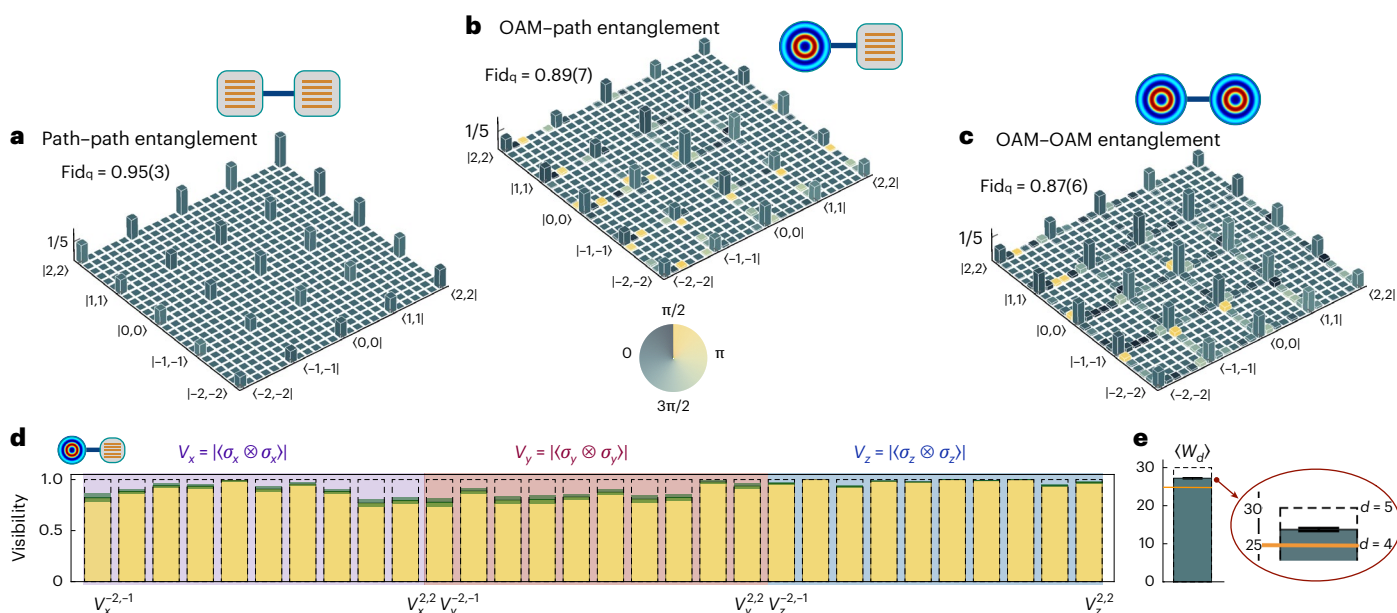 a Path–path entanglement
Fid_q = 0.95(3)
1/5
|2,2⟩
|1,1⟩
|0,0⟩
|−1,−1⟩
|−2,−2⟩
⟨−2,−2|
⟨−1,−1|
⟨0,0|
⟨1,1|
⟨2,2|
b OAM–path entanglement
Fid_q = 0.89(7)
1/5
|2,2⟩
|1,1⟩
|0,0⟩
|−1,−1⟩
|−2,−2⟩
⟨−2,−2|
⟨−1,−1|
⟨0,0|
⟨1,1|
⟨2,2|
π/2
0
π
3π/2
c OAM–OAM entanglement
Fid_q = 0.87(6)
1/5
|2,2⟩
|1,1⟩
|0,0⟩
|−1,−1⟩
|−2,−2⟩
⟨−2,−2|
⟨−1,−1|
⟨0,0|
⟨1,1|
⟨2,2|
d
V_x = |⟨σ_x ⊗ σ_x⟩|
V_y = |⟨σ_y ⊗ σ_y⟩|
V_z = |⟨σ_z ⊗ σ_z⟩|
Visibility
1.0
0.5
0
V_x^{−2,−1}
V_x^{2,2}
V_y^{−2,−1}
V_y^{2,2}
V_z^{−2,−1}
V_z^{2,2}
e
⟨W_d⟩
30
20
10
0
30
25
d = 5
d = 4